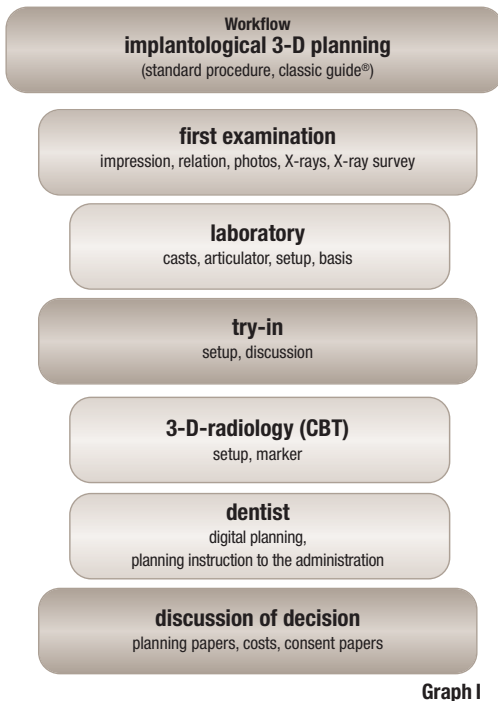 Workflow
implantological 3-D planning
(standard procedure, classic guide®)
first examination
impression, relation, photos, X-rays, X-ray survey
laboratory
casts, articulator, setup, basis
try-in
setup, discussion
3-D-radiology (CBT)
setup, marker
dentist
digital planning,
planning instruction to the administration
discussion of decision
planning papers, costs, consent papers
Graph I